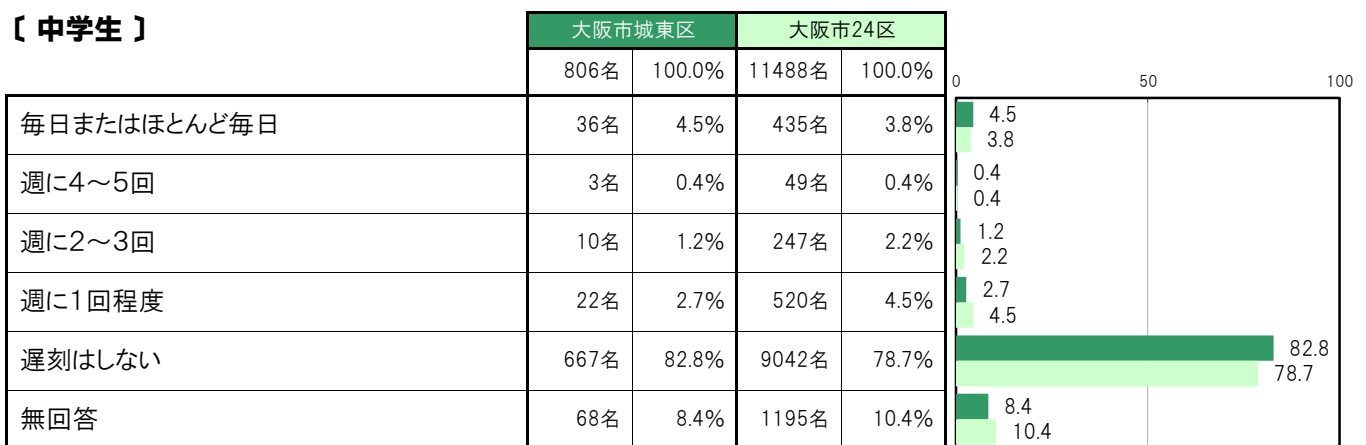 〔 中学生 〕
大阪市城東区 大阪市24区
806名 100.0% 11488名 100.0%
0 50 100
毎日またはほとんど毎日 36名 4.5% 435名 3.8%
4.5
3.8
週に4~5回 3名 0.4% 49名 0.4%
0.4
0.4
週に2~3回 10名 1.2% 247名 2.2%
1.2
2.2
週に1回程度 22名 2.7% 520名 4.5%
2.7
4.5
遅刻はしない 667名 82.8% 9042名 78.7%
82.8
78.7
無回答 68名 8.4% 1195名 10.4%
8.4
10.4